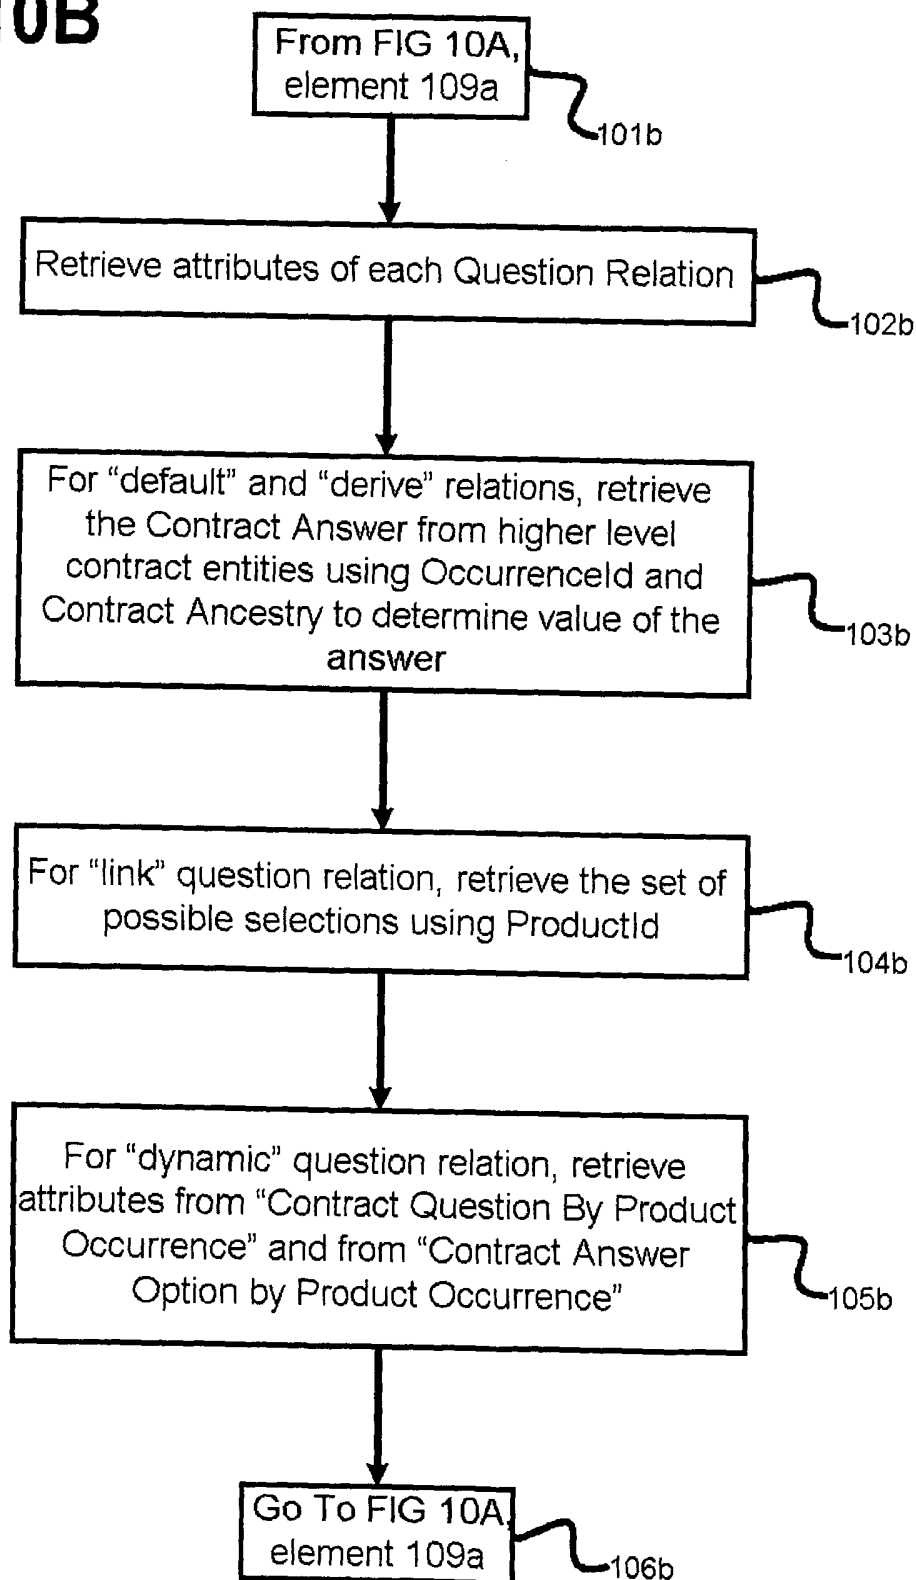 10B
From FIG 10A,
element 109a
101b
Retrieve attributes of each Question Relation
102b
For “default” and “derive” relations, retrieve
the Contract Answer from higher level
contract entities using OccurrenceId and
Contract Ancestry to determine value of the
answer
103b
For “link” question relation, retrieve the set of
possible selections using ProductId
104b
For “dynamic” question relation, retrieve
attributes from “Contract Question By Product
Occurrence” and from “Contract Answer
Option by Product Occurrence”
105b
Go To FIG 10A,
element 109a
106b